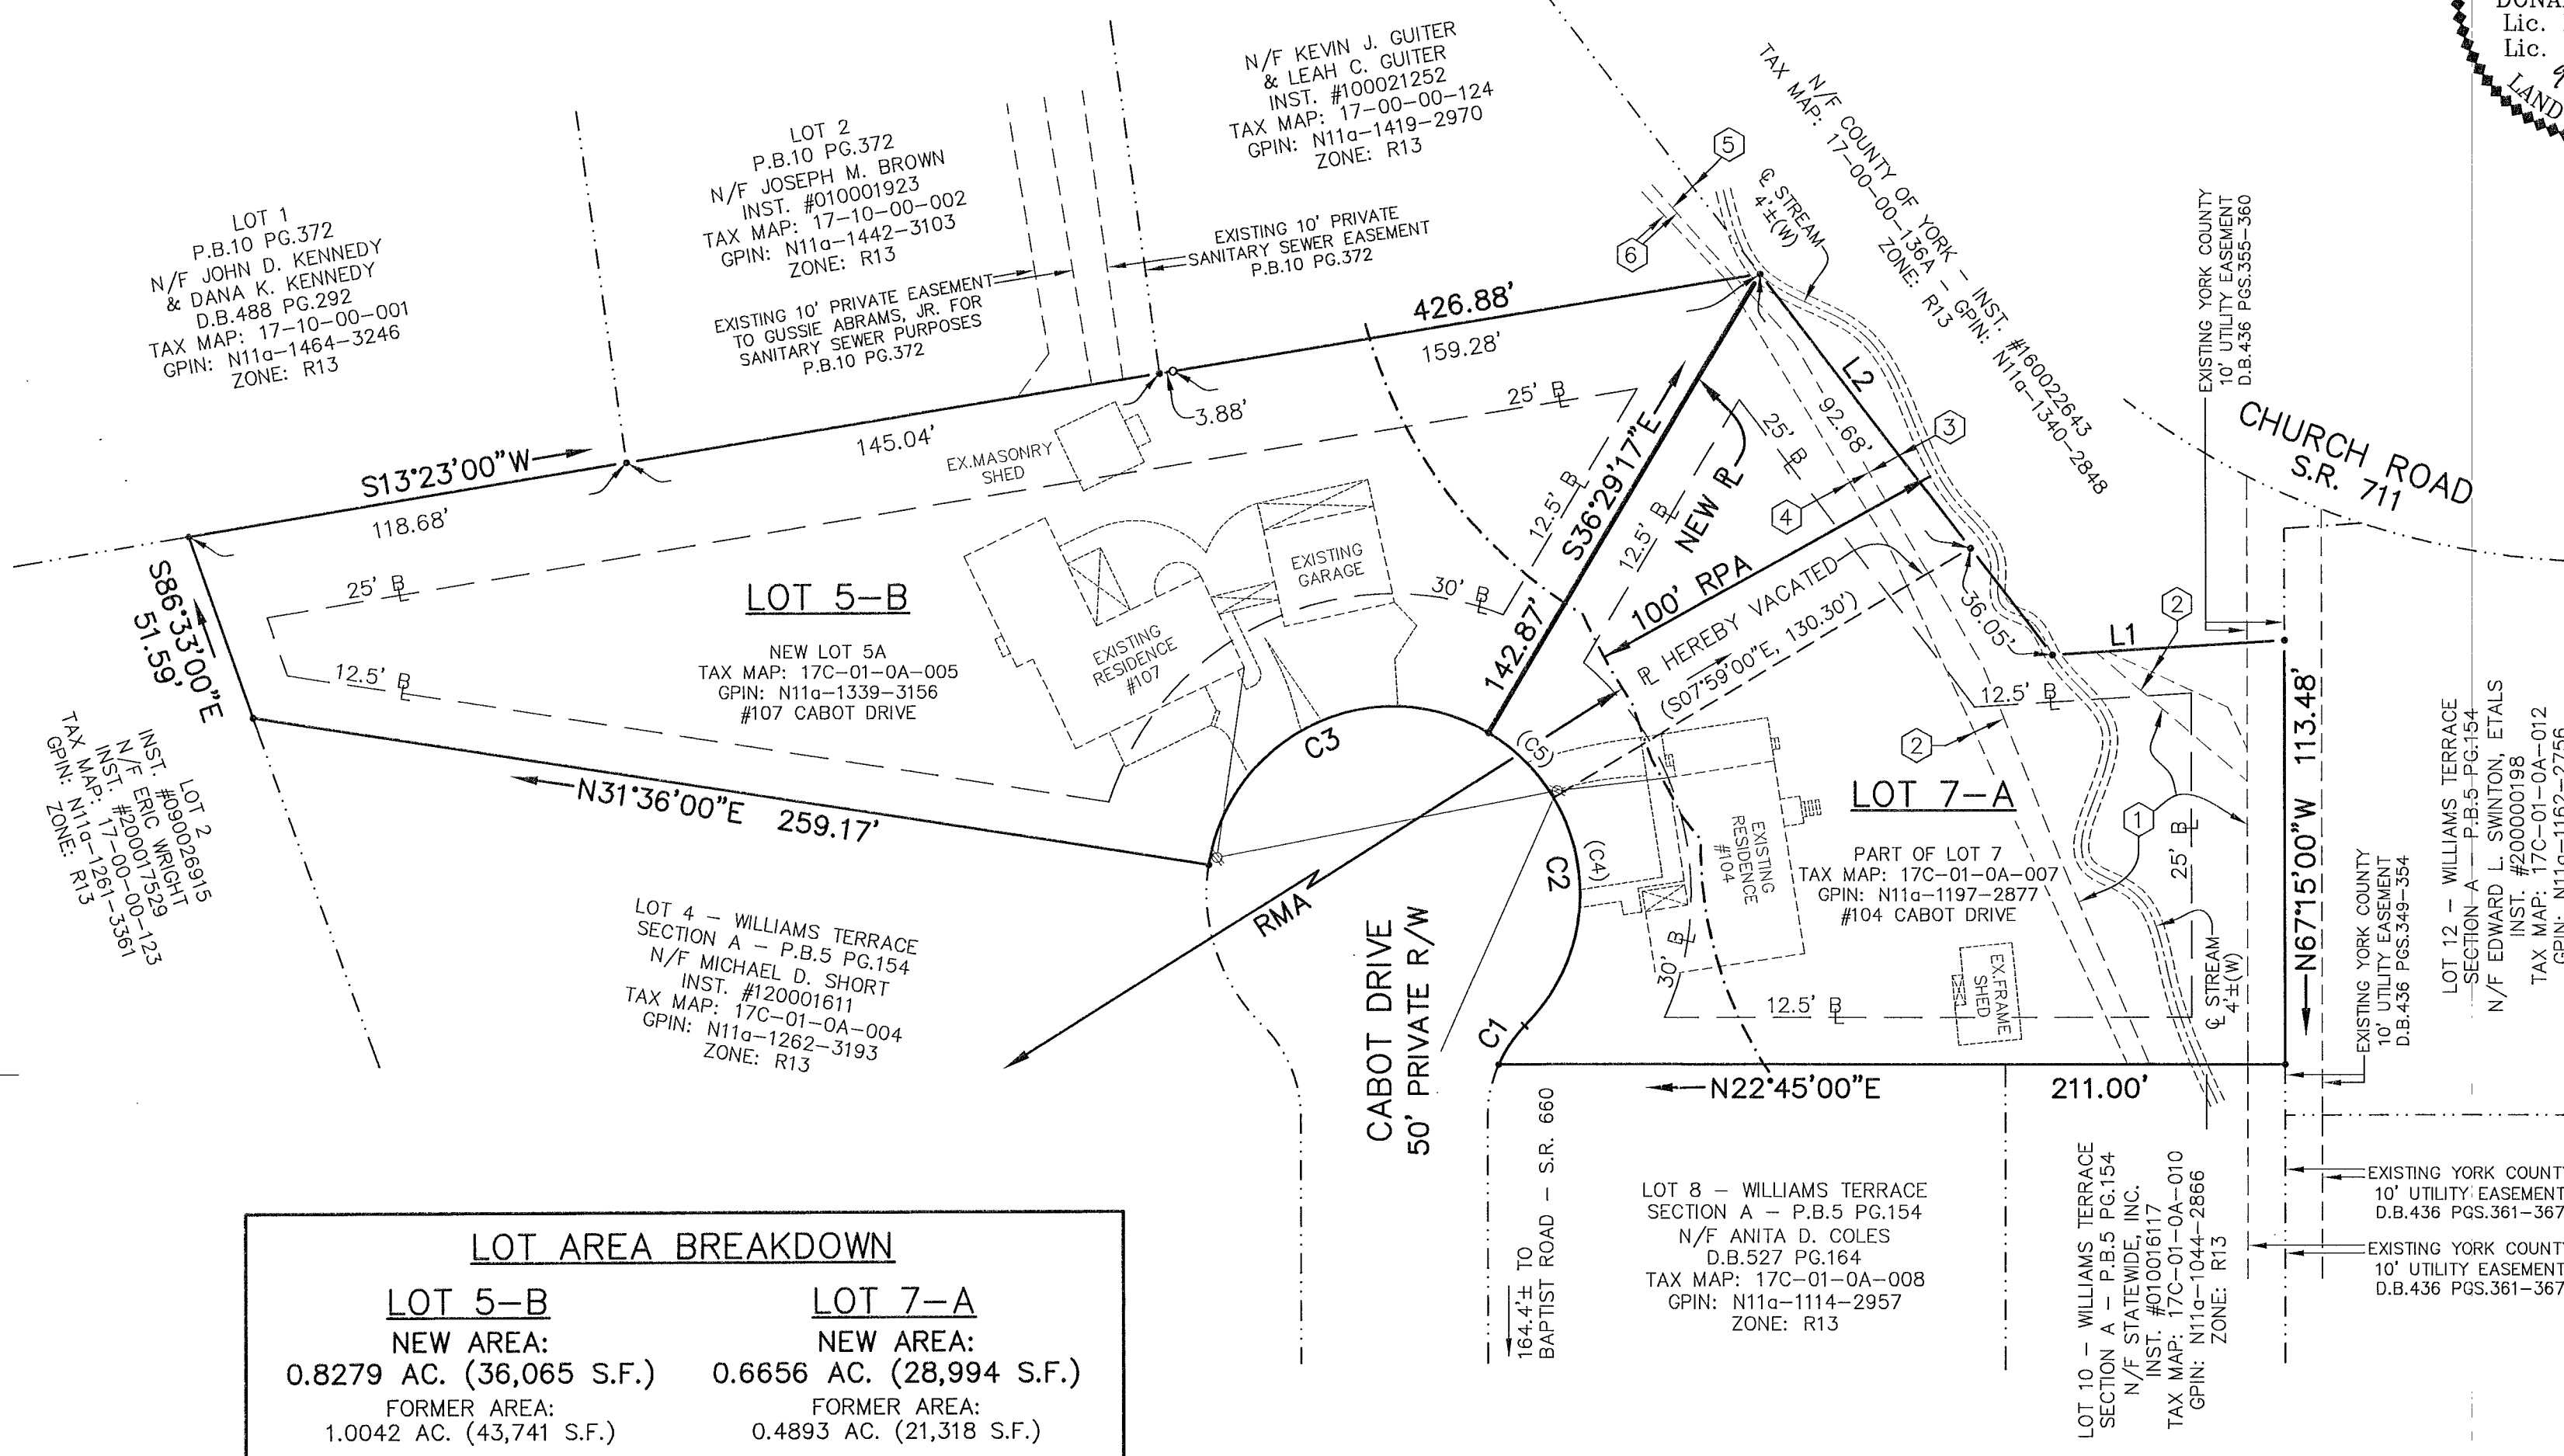 DONA
Lic.
Lic.
LAND
LOT 1
P.B.10 PG.372
N/F JOHN D. KENNEDY
& DANA K. KENNEDY
D.B.488 PG.292
TAX MAP: 17-10-00-001
GPIN: N11a-1464-3246
ZONE: R13
LOT 2
P.B.10 PG.372
N/F JOSEPH M. BROWN
INST. #010001923
TAX MAP: 17-10-00-002
GPIN: N11a-1442-3103
ZONE: R13
EXISTING 10' PRIVATE EASEMENT
TO GUSSIE ABRAMS, JR. FOR
SANITARY SEWER PURPOSES
P.B.10 PG.372
N/F KEVIN J. GUITER
& LEAH C. GUITER
INST. #100021252
TAX MAP: 17-00-00-124
GPIN: N11a-1419-2970
ZONE: R13
EXISTING 10' PRIVATE
SANITARY SEWER EASEMENT
P.B.10 PG.372
5
6
℄ STREAM
4'±(W)
N/F COUNTY OF YORK - INST. #160022643
TAX MAP: 17-00-00-136A - GPIN: N11a-1340-2848
ZONE: R13
EXISTING YORK COUNTY
10' UTILITY EASEMENT
D.B.436 PGS.355-360
CHURCH ROAD
S.R. 711
S13°23'00"W
426.88'
118.68'
145.04'
3.88'
159.28'
S86°33'00"E
51.59'
25' BL
12.5' BL
25' BL
EX.MASONRY
SHED
EXISTING
GARAGE
EXISTING
RESIDENCE
#107
30' BL
12.5' BL
12.5' BL
S36°29'17"E
142.87'
NEW PL
25' BL
92.68'
L2
3
4
100' RPA
PL HEREBY VACATED
(S07°59'00"E, 130.30')
36.05'
L1
2
LOT 5-B
NEW LOT 5A
TAX MAP: 17C-01-0A-005
GPIN: N11a-1339-3156
#107 CABOT DRIVE
C3
(C5)
N31°36'00"E 259.17'
RMA
12.5' BL
2
LOT 7-A
PART OF LOT 7
TAX MAP: 17C-01-0A-007
GPIN: N11a-1197-2877
#104 CABOT DRIVE
1
25' BL
EXISTING
RESIDENCE
#104
(C4)
C2
C1
30' BL
12.5' BL
EX.FRAME
SHED
℄ STREAM
4'±(W)
N67°15'00"W 113.48'
N22°45'00"E
211.00'
LOT 12 - WILLIAMS TERRACE
SECTION A - P.B.5 PG.154
N/F EDWARD L. SWINTON, ETALS
INST. #200000198
TAX MAP: 17C-01-0A-012
GPIN: N11a-1162-2756
EXISTING YORK COUNTY
10' UTILITY EASEMENT
D.B.436 PGS.349-354
LOT 2
INST. #090026915
N/F ERIC WRIGHT
INST. #200017529
TAX MAP: 17-00-00-123
GPIN: N11a-1261-3361
ZONE: R13
LOT 4 - WILLIAMS TERRACE
SECTION A - P.B.5 PG.154
N/F MICHAEL D. SHORT
INST. #120001611
TAX MAP: 17C-01-0A-004
GPIN: N11a-1262-3193
ZONE: R13
CABOT DRIVE
50' PRIVATE R/W
164.4'± TO
BAPTIST ROAD - S.R. 660
LOT 8 - WILLIAMS TERRACE
SECTION A - P.B.5 PG.154
N/F ANITA D. COLES
D.B.527 PG.164
TAX MAP: 17C-01-0A-008
GPIN: N11a-1114-2957
ZONE: R13
LOT 10 - WILLIAMS TERRACE
SECTION A - P.B.5 PG.154
N/F STATEWIDE, INC.
INST. #010016117
TAX MAP: 17C-01-0A-010
GPIN: N11a-1044-2866
ZONE: R13
EXISTING YORK COUNTY
10' UTILITY EASEMENT
D.B.436 PGS.361-367
EXISTING YORK COUNTY
10' UTILITY EASEMENT
D.B.436 PGS.361-367
LOT AREA BREAKDOWN
LOT 5-B
NEW AREA:
0.8279 AC. (36,065 S.F.)
FORMER AREA:
1.0042 AC. (43,741 S.F.)
LOT 7-A
NEW AREA:
0.6656 AC. (28,994 S.F.)
FORMER AREA:
0.4893 AC. (21,318 S.F.)